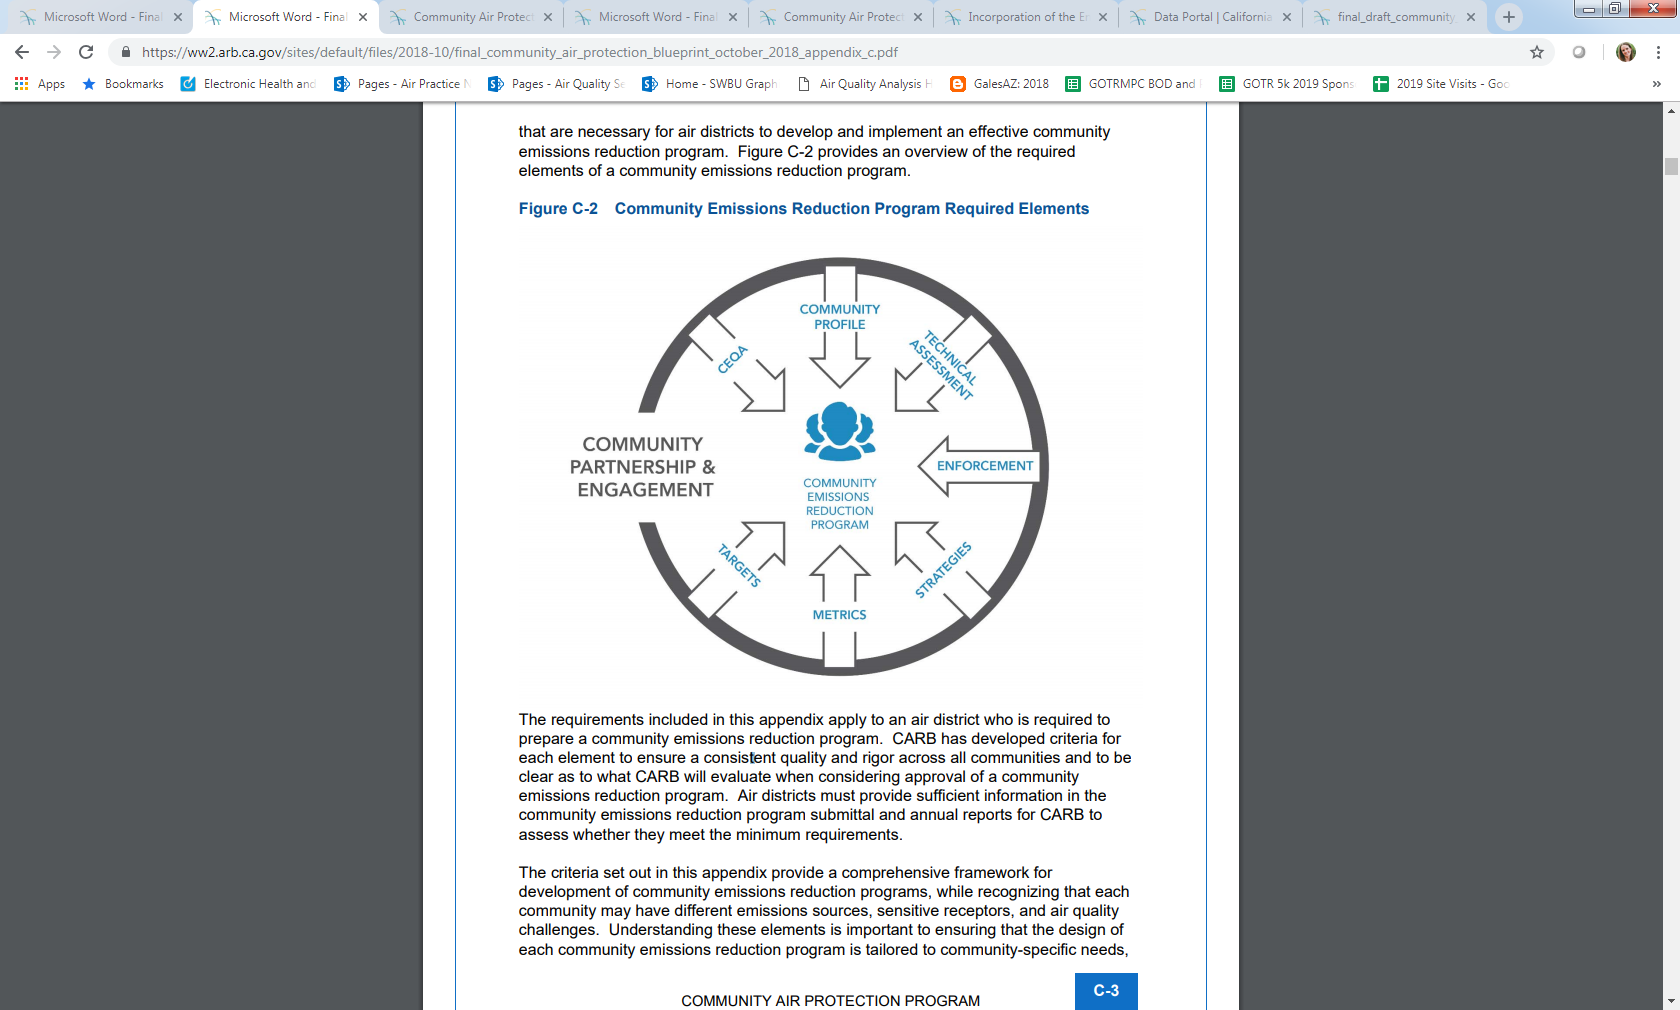 Microsoft Word - Final
Microsoft Word - Final
Community Air Protect
Microsoft Word - Final
Community Air Protect
Incorporation of the E
Data Portal | California
final_draft_community
https://ww2.arb.ca.gov/sites/default/files/2018-10/final_community_air_protection_blueprint_october_2018_appendix_c.pdf
Apps
Bookmarks
Electronic Health and
Pages - Air Practice N
Pages - Air Quality Se
Home - SWBU Graph
Air Quality Analysis H
GalesAZ: 2018
GOTRMPC BOD and
GOTR 5k 2019 Spons
2019 Site Visits - Goo
that are necessary for air districts to develop and implement an effective community
emissions reduction program. Figure C-2 provides an overview of the required
elements of a community emissions reduction program.
Figure C-2 Community Emissions Reduction Program Required Elements
COMMUNITY
PROFILE
TECHNICAL
ASSESSMENT
CEQA
COMMUNITY
PARTNERSHIP &
ENGAGEMENT
ENFORCEMENT
COMMUNITY
EMISSIONS
REDUCTION
PROGRAM
TARGETS
STRATEGIES
METRICS
The requirements included in this appendix apply to an air district who is required to
prepare a community emissions reduction program. CARB has developed criteria for
each element to ensure a consistent quality and rigor across all communities and to be
clear as to what CARB will evaluate when considering approval of a community
emissions reduction program. Air districts must provide sufficient information in the
community emissions reduction program submittal and annual reports for CARB to
assess whether they meet the minimum requirements.
The criteria set out in this appendix provide a comprehensive framework for
development of community emissions reduction programs, while recognizing that each
community may have different emissions sources, sensitive receptors, and air quality
challenges. Understanding these elements is important to ensuring that the design of
each community emissions reduction program is tailored to community-specific needs,
C-3
COMMUNITY AIR PROTECTION PROGRAM